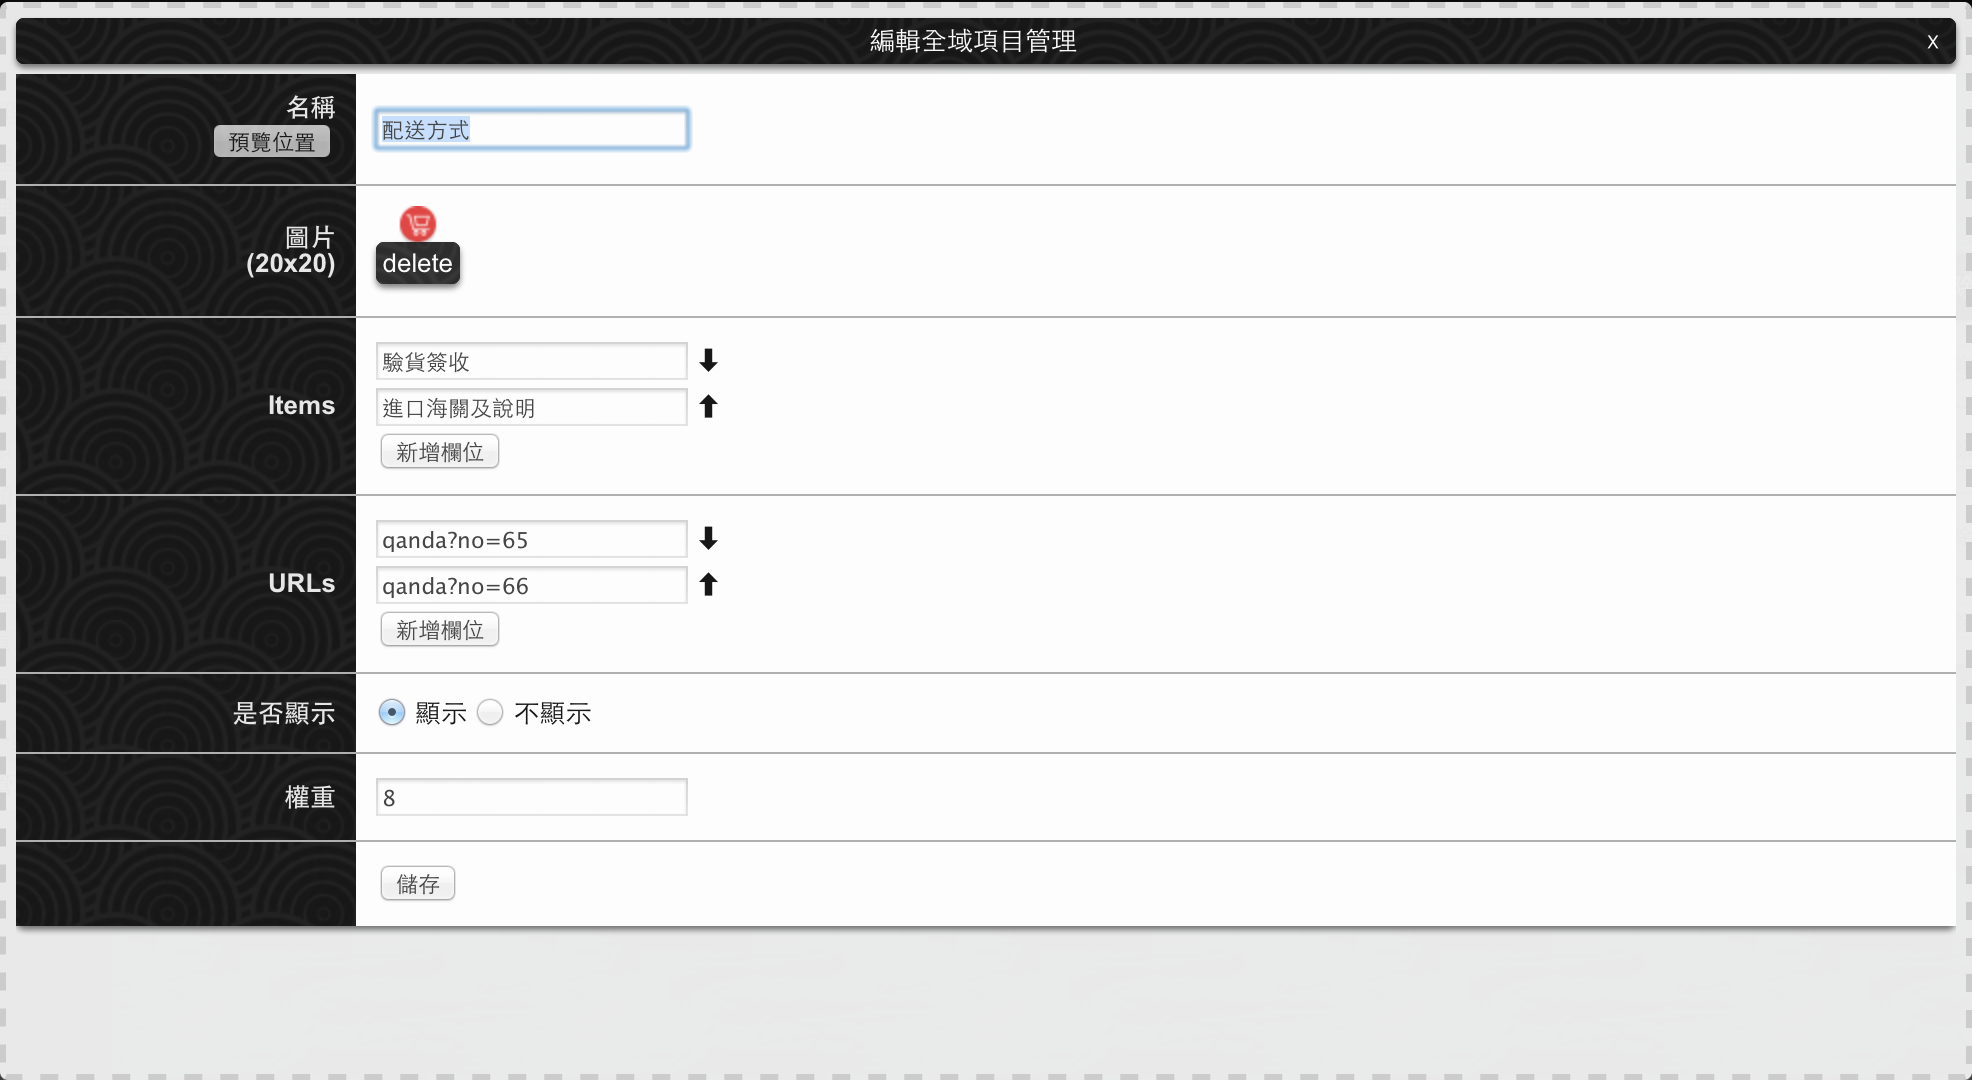 編輯全域項目管理
X
名稱
預覽位置
配送方式
圖片
(20x20)
delete
Items
驗貨簽收
進口海關及說明
新增欄位
URLs
qanda?no=65
qanda?no=66
新增欄位
是否顯示
顯示 不顯示
權重
8
儲存